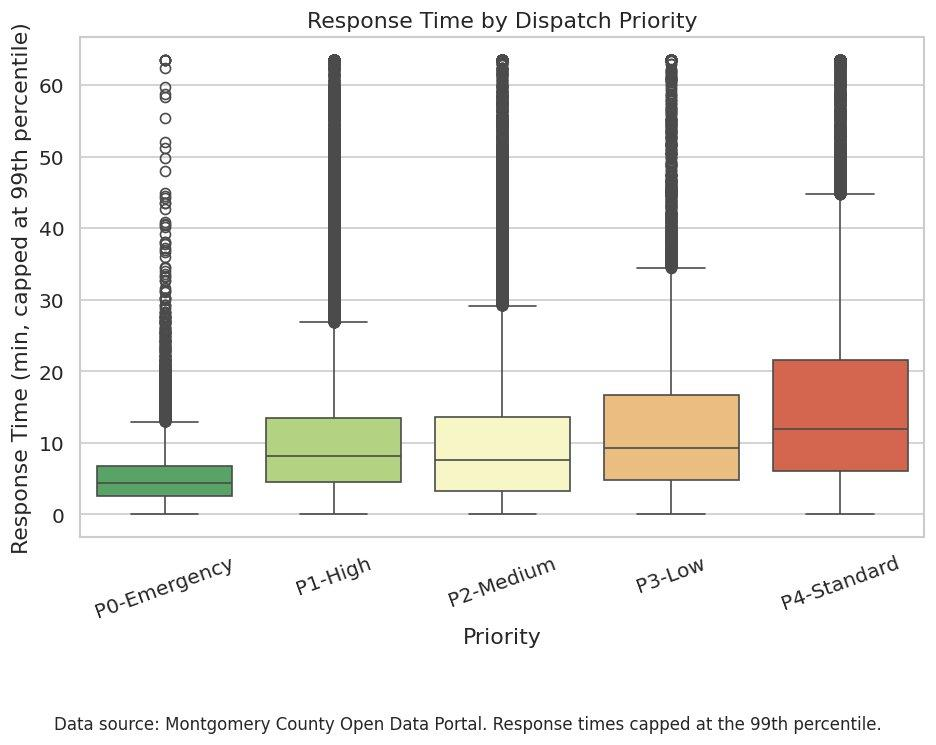 Response Time by Dispatch Priority
Response Time (min, capped at 99th percentile)
60
50
40
30
20
10
0
P0-Emergency
P1-High
P2-Medium
P3-Low
P4-Standard
Priority
Data source: Montgomery County Open Data Portal. Response times capped at the 99th percentile.